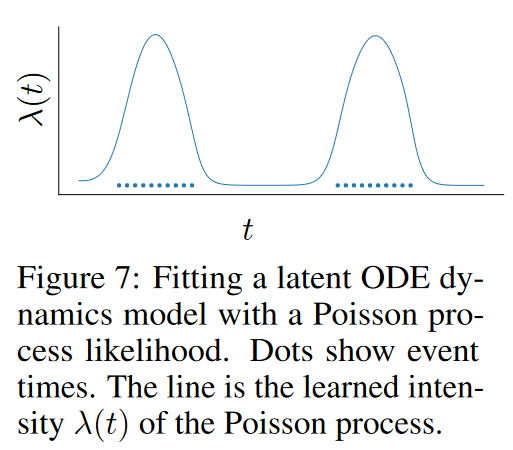 λ(t)
t
Figure 7: Fitting a latent ODE dy-
namics model with a Poisson pro-
cess likelihood. Dots show event
times. The line is the learned inten-
sity λ(t) of the Poisson process.